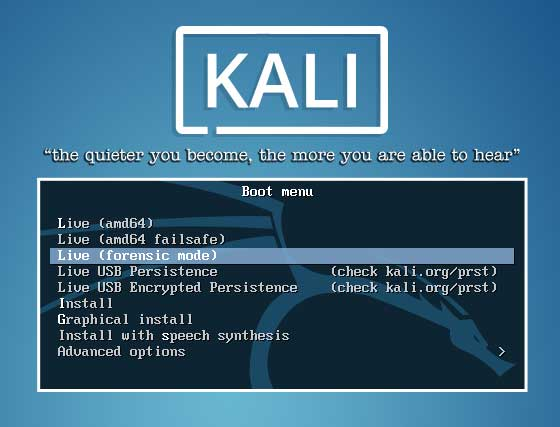 KALI
“the quieter you become, the more you are able to hear”
Boot menu
Live (amd64)
Live (amd64 failsafe)
Live (forensic mode)
Live USB Persistence (check kali.org/prst)
Live USB Encrypted Persistence (check kali.org/prst)
Install
Graphical install
Install with speech synthesis
Advanced options >